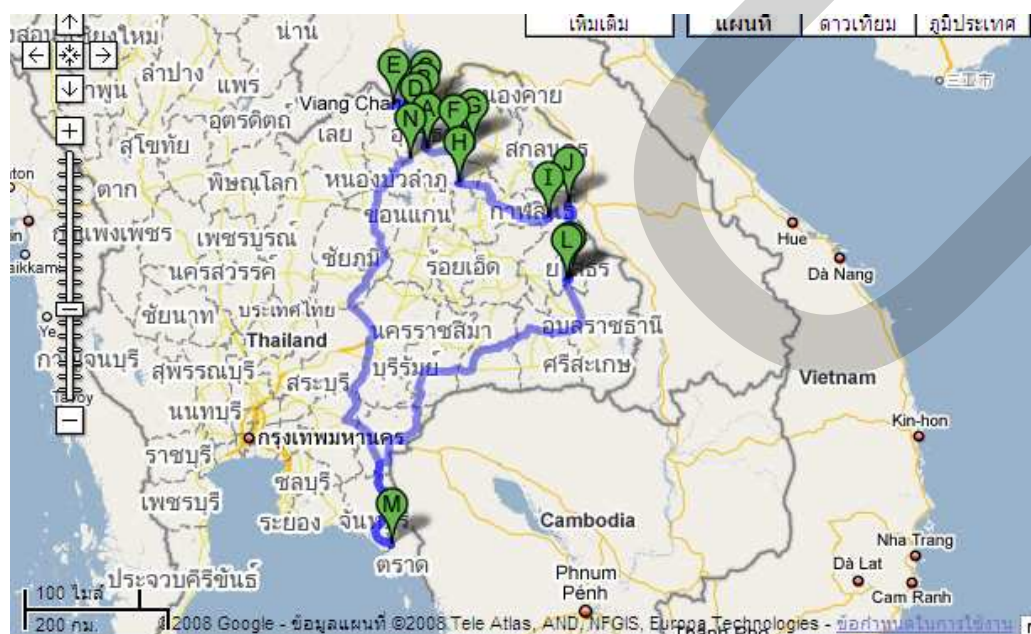 เพิ่มเติม
แผนที่
ดาวเทียม
ภูมิประเทศ
น่าน
ลำปาง
แพร่
Viang Chan
อุตรดิตถ์
เลย
สุโขทัย
สกลนคร
ตาก
พิษณุโลก
หนองบัวลำภู
ขอนแก่น
กาฬสินธุ์
กำแพงเพชร
เพชรบูรณ์
ชัยภูมิ
ร้อยเอ็ด
นครสวรรค์
ชัยนาท
ประเทศไทย
Thailand
นครราชสีมา
อุบลราชธานี
สุพรรณบุรี
สระบุรี
บุรีรัมย์
ศรีสะเกษ
นนทบุรี
กรุงเทพมหานคร
ราชบุรี
ชลบุรี
เพชรบุรี
ระยอง
ตราด
ประจวบคีรีขันธ์
E
D
N
A
F
G
H
I
J
L
M
三亚市
Hue
Dà Nang
Vietnam
Kin-hon
Cambodia
Nha Trang
Dà Lat
Cam Ranh
Phnum
Pénh
100 ไมล์
200 กม.
2008 Google - ข้อมูลแผนที่ ©2008 Tele Atlas, AND, NFGIS, Europa Technologies - ข้อกำหนดในการใช้งาน